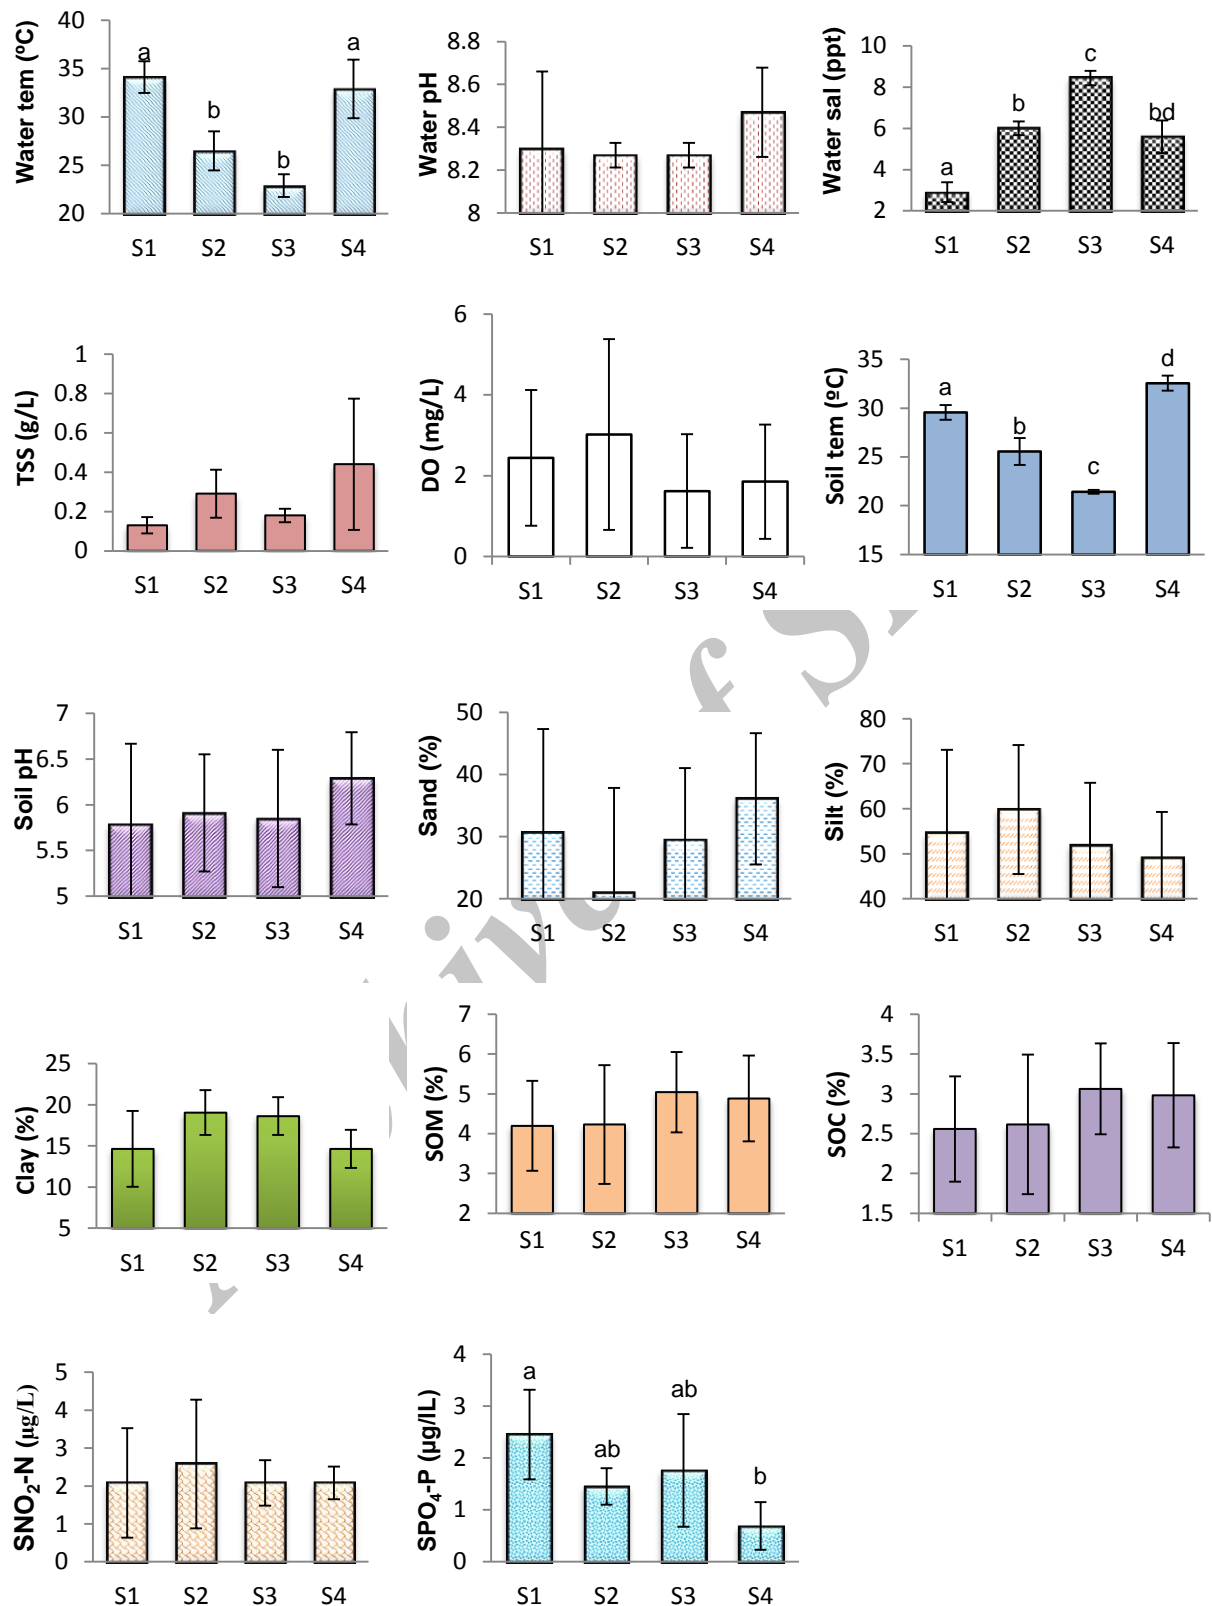 Water tem (ºC)
40
35
30
25
20
a
b
b
a
S1 S2 S3 S4
Water pH
8.8
8.6
8.4
8.2
8
S1 S2 S3 S4
Water sal (ppt)
10
8
6
4
2
a
b
c
bd
S1 S2 S3 S4
TSS (g/L)
1
0.8
0.6
0.4
0.2
0
S1 S2 S3 S4
DO (mg/L)
6
4
2
0
S1 S2 S3 S4
Soil tem (ºC)
35
30
25
20
15
a
b
c
d
S1 S2 S3 S4
Soil pH
7
6.5
6
5.5
5
S1 S2 S3 S4
Sand (%)
50
40
30
20
S1 S2 S3 S4
Silt (%)
80
70
60
50
40
S1 S2 S3 S4
Clay (%)
25
20
15
10
5
S1 S2 S3 S4
SOM (%)
7
6
5
4
3
2
S1 S2 S3 S4
SOC (%)
4
3.5
3
2.5
2
1.5
S1 S2 S3 S4
SNO₂-N (µg/L)
5
4
3
2
1
0
S1 S2 S3 S4
SPO₄-P (µg/lL)
4
3
2
1
0
a
ab
ab
b
S1 S2 S3 S4